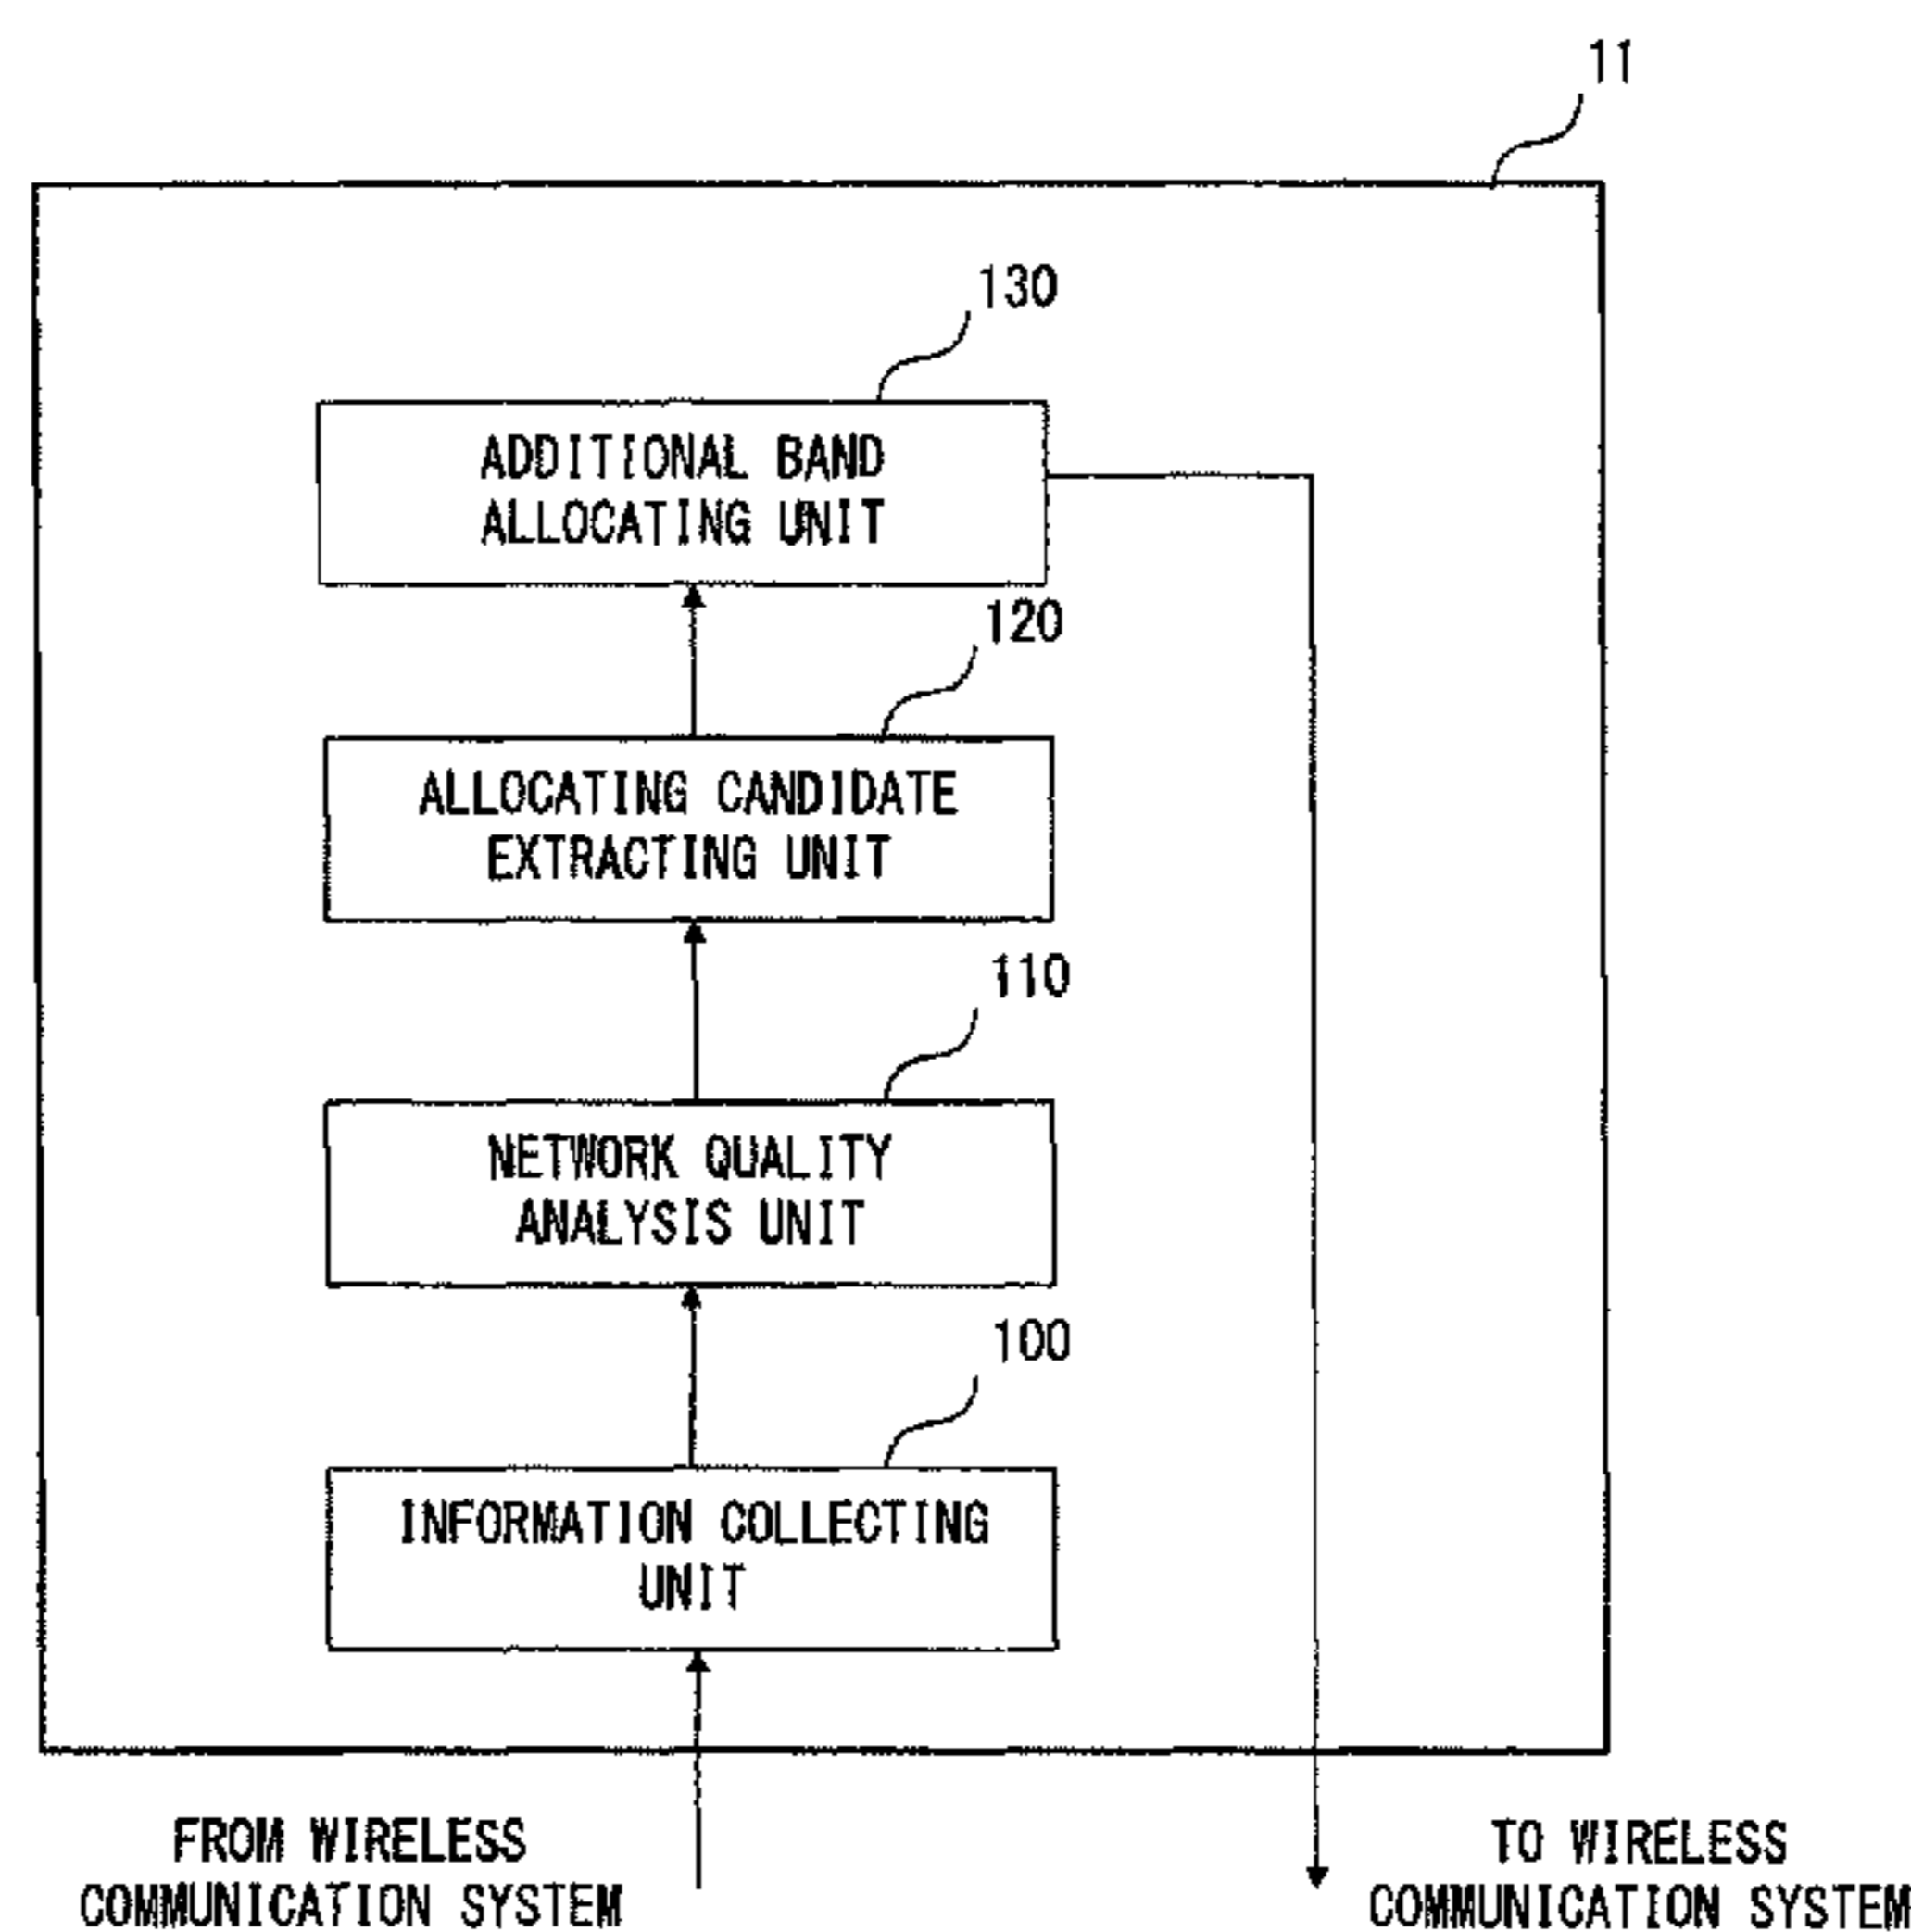 11
130
ADDITIONAL BAND
ALLOCATING UNIT
120
ALLOCATING CANDIDATE
EXTRACTING UNIT
110
NETWORK QUALITY
ANALYSIS UNIT
100
INFORMATION COLLECTING
UNIT
FROM WIRELESS
COMMUNICATION SYSTEM
TO WIRELESS
COMMUNICATION SYSTEM